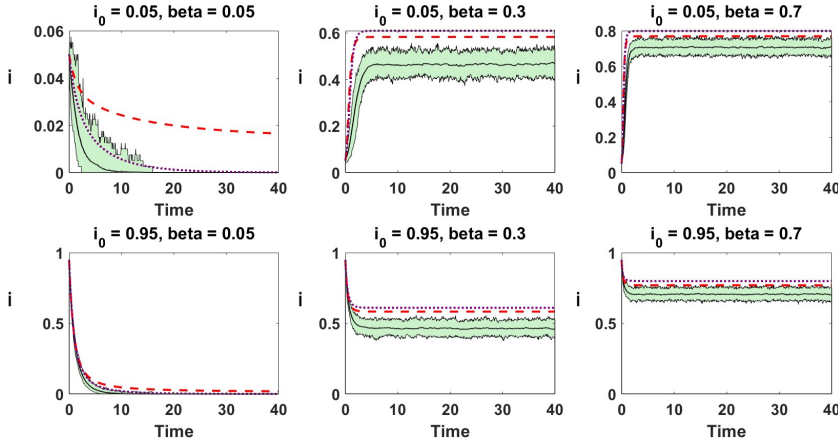 i0 = 0.05, beta = 0.05
i0 = 0.05, beta = 0.3
i0 = 0.05, beta = 0.7
0.06
0.04
0.02
0
i
0 10 20 30 40
Time
0.6
0.4
0.2
0
i
0 10 20 30 40
Time
0.8
0.6
0.4
0.2
0
i
0 10 20 30 40
Time
i0 = 0.95, beta = 0.05
i0 = 0.95, beta = 0.3
i0 = 0.95, beta = 0.7
1
0.5
0
i
0 10 20 30 40
Time
1
0.5
0
i
0 10 20 30 40
Time
1
0.5
0
i
0 10 20 30 40
Time